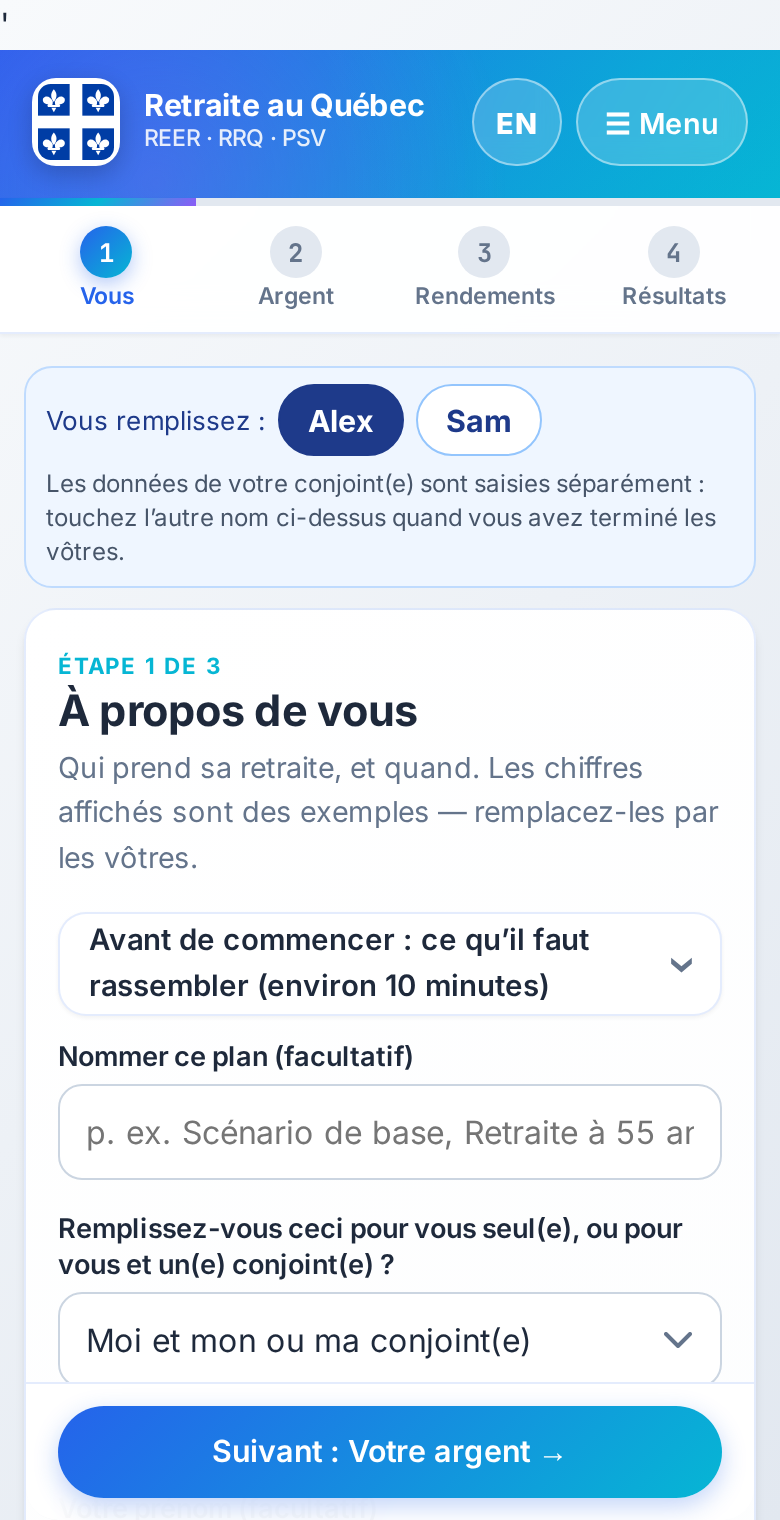 '
Retraite au Québec
REER · RRQ · PSV
EN
☰ Menu
1
Vous
2
Argent
3
Rendements
4
Résultats
Vous remplissez :
Alex
Sam
Les données de votre conjoint(e) sont saisies séparément :
touchez l’autre nom ci-dessus quand vous avez terminé les
vôtres.
ÉTAPE 1 DE 3
À propos de vous
Qui prend sa retraite, et quand. Les chiffres
affichés sont des exemples — remplacez-les par
les vôtres.
Avant de commencer : ce qu’il faut
rassembler (environ 10 minutes)
Nommer ce plan (facultatif)
p. ex. Scénario de base, Retraite à 55 ar
Remplissez-vous ceci pour vous seul(e), ou pour
vous et un(e) conjoint(e) ?
Moi et mon ou ma conjoint(e)
Suivant : Votre argent →
Votre prénom (facultatif)